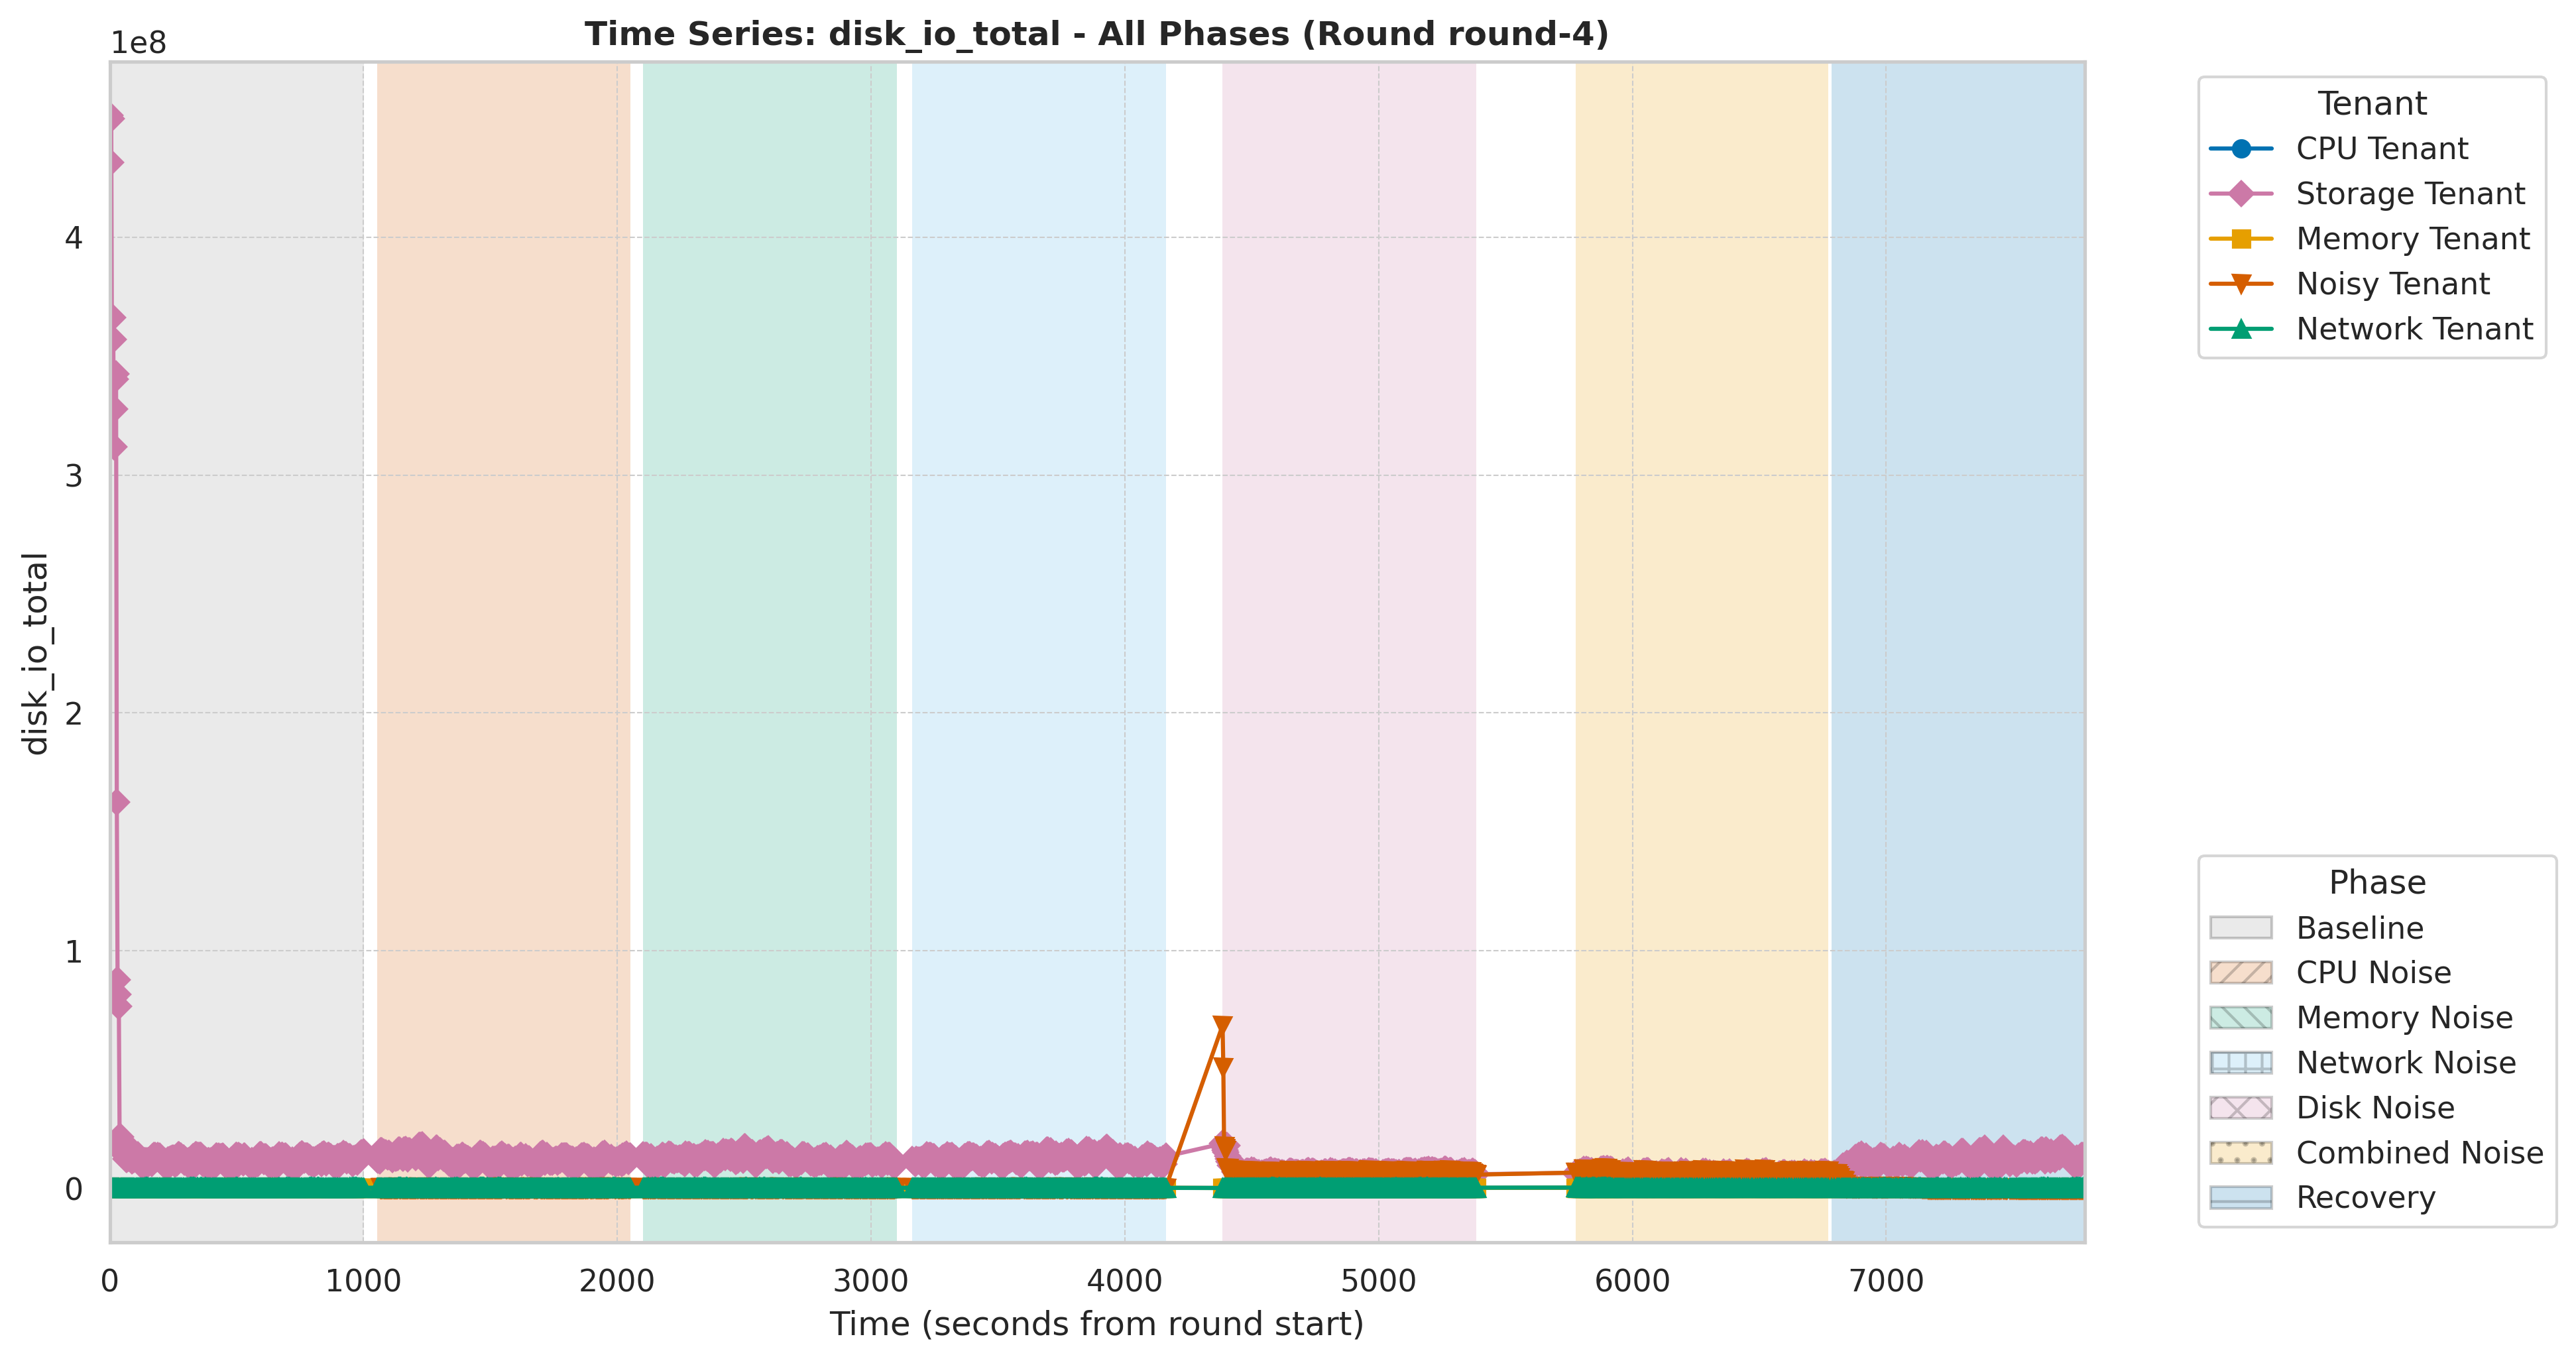 Time Series: disk_io_total - All Phases (Round round-4)
1e8
4
3
2
1
0
disk_io_total
0 1000 2000 3000 4000 5000 6000 7000
Time (seconds from round start)
Tenant
CPU Tenant
Storage Tenant
Memory Tenant
Noisy Tenant
Network Tenant
Phase
Baseline
CPU Noise
Memory Noise
Network Noise
Disk Noise
Combined Noise
Recovery